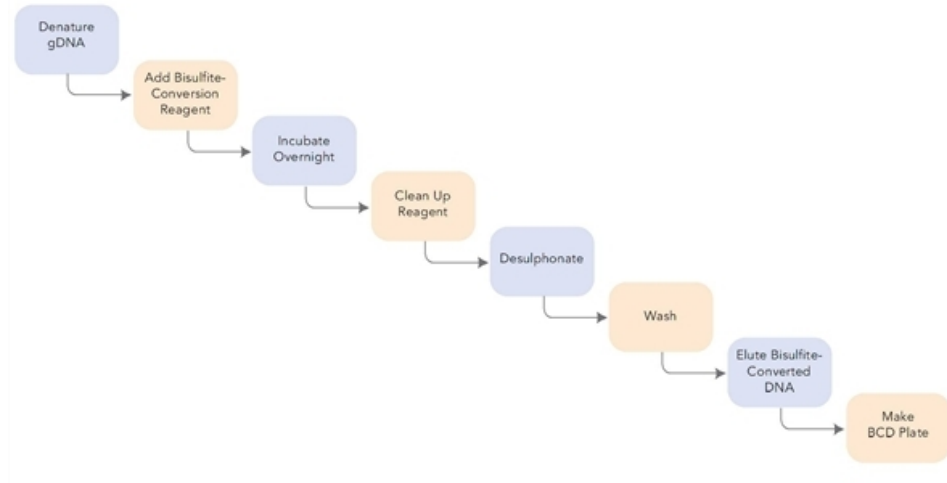 Denature
gDNA
Add Bisulfite-
Conversion
Reagent
Incubate
Overnight
Clean Up
Reagent
Desulphonate
Wash
Elute Bisulfite-
Converted
DNA
Make
BCD Plate